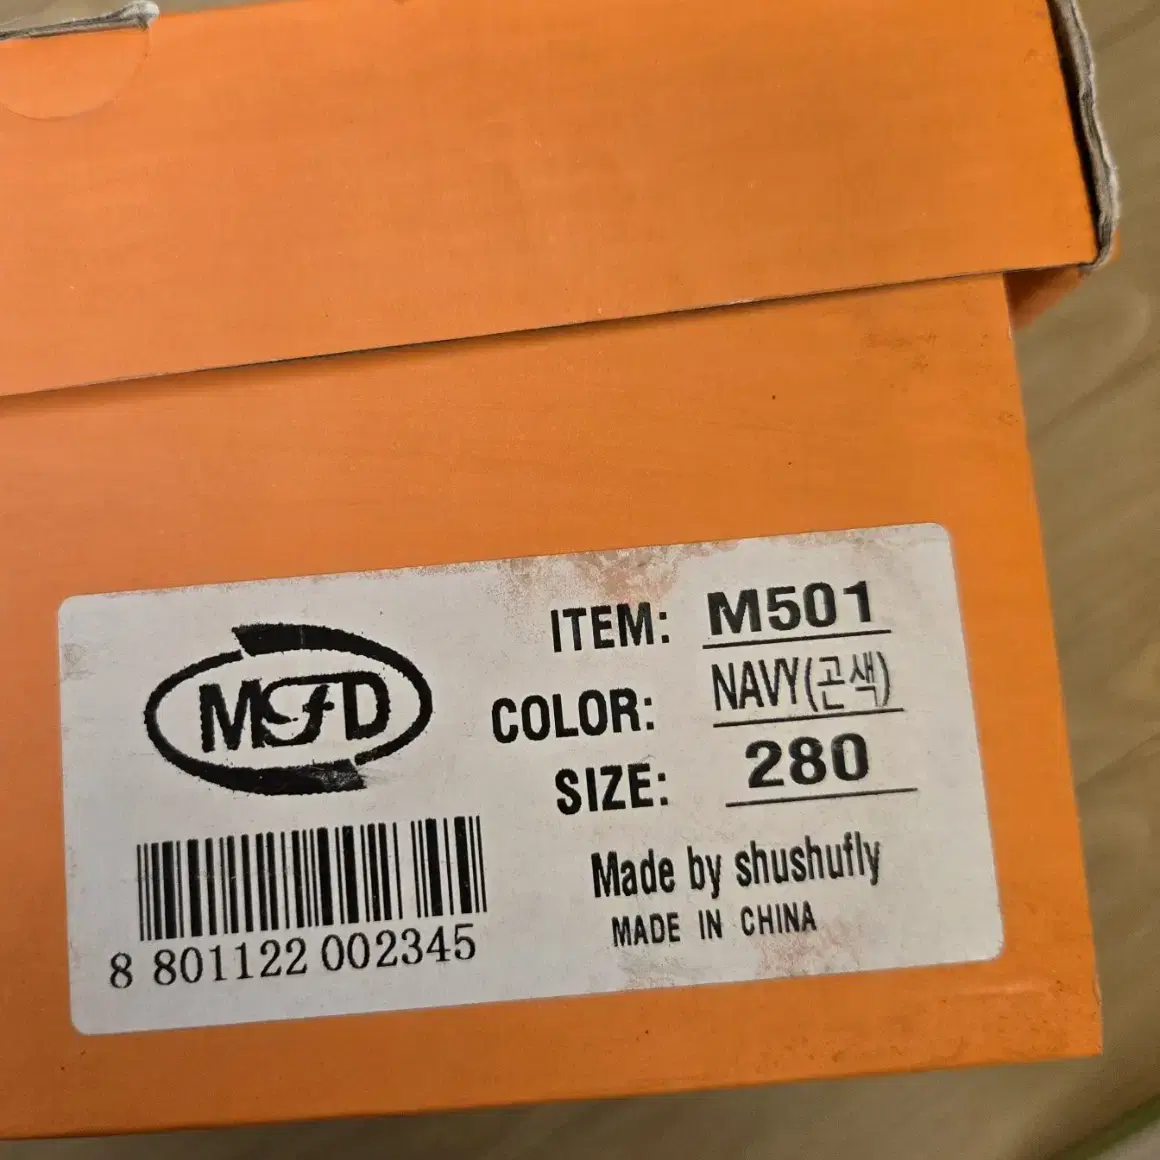 MSFD
ITEM: M501
COLOR: NAVY(곤색)
SIZE: 280
Made by shushufly
MADE IN CHINA
8 801122 002345